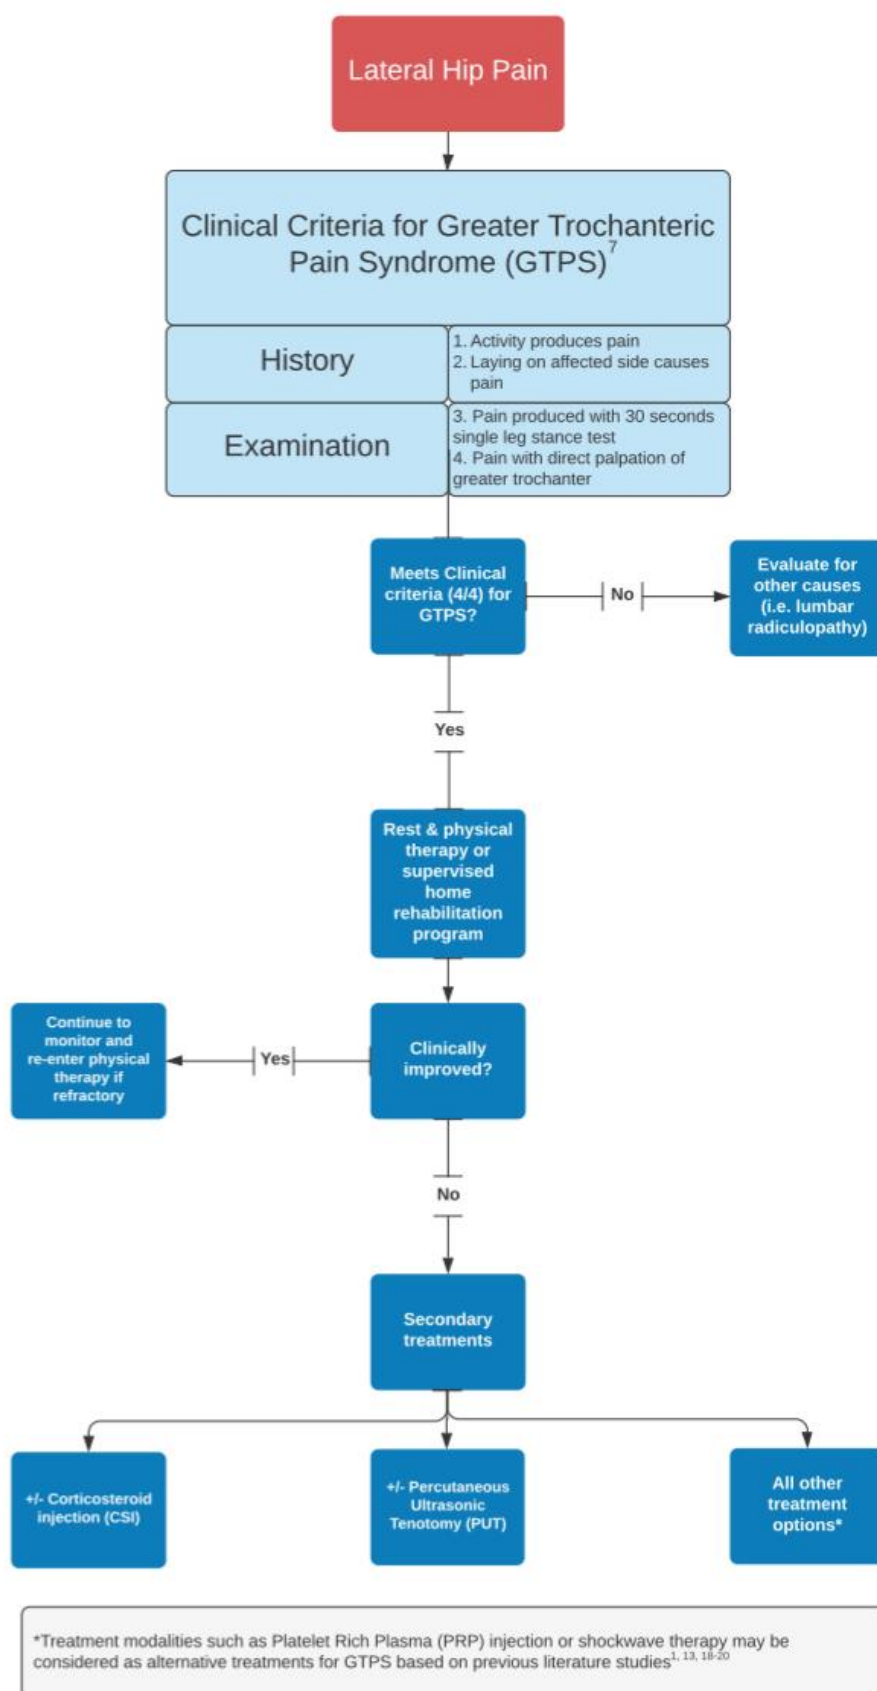 Lateral Hip Pain
Clinical Criteria for Greater Trochanteric
Pain Syndrome (GTPS)7
History
1. Activity produces pain
2. Laying on affected side causes
pain
Examination
3. Pain produced with 30 seconds
single leg stance test
4. Pain with direct palpation of
greater trochanter
Meets Clinical
criteria (4/4) for
GTPS?
No
Evaluate for
other causes
(i.e. lumbar
radiculopathy)
Yes
Rest & physical
therapy or
supervised
home
rehabilitation
program
Clinically
improved?
Yes
Continue to
monitor and
re-enter physical
therapy if
refractory
No
Secondary
treatments
+/- Corticosteroid
injection (CSI)
+/- Percutaneous
Ultrasonic
Tenotomy (PUT)
All other
treatment
options*
*Treatment modalities such as Platelet Rich Plasma (PRP) injection or shockwave therapy may be
considered as alternative treatments for GTPS based on previous literature studies1, 13, 18-20